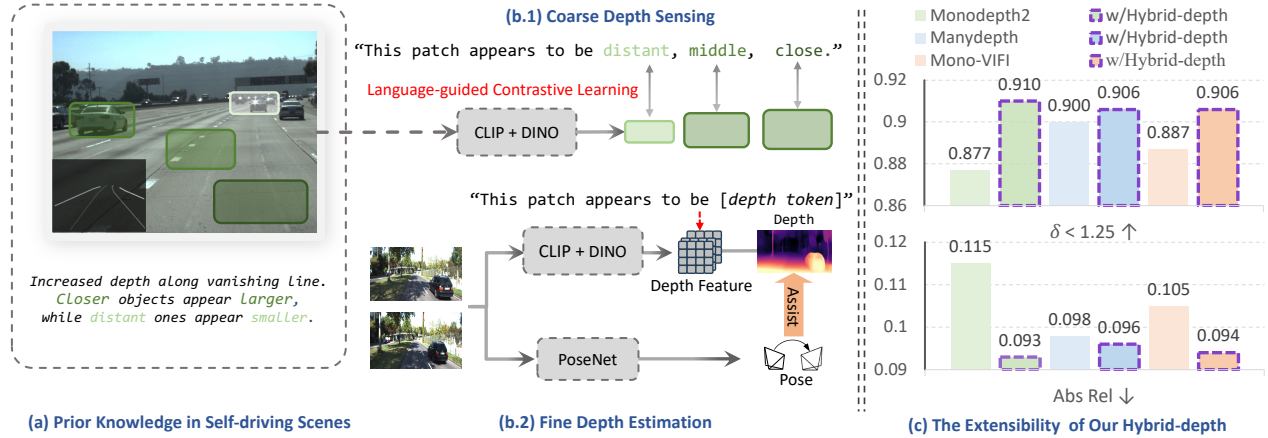 Increased depth along vanishing line.
Closer objects appear larger,
while distant ones appear smaller.
(a) Prior Knowledge in Self-driving Scenes
(b.1) Coarse Depth Sensing
“This patch appears to be distant, middle, close.”
Language-guided Contrastive Learning
CLIP + DINO
“This patch appears to be [depth token]”
CLIP + DINO
Depth Feature
Depth
Assist
PoseNet
Pose
(b.2) Fine Depth Estimation
Monodepth2
w/Hybrid-depth
Manydepth
w/Hybrid-depth
Mono-VIFI
w/Hybrid-depth
0.92
0.9
0.88
0.86
0.877
0.910
0.900
0.906
0.887
0.906
δ < 1.25 ↑
0.12
0.11
0.1
0.09
0.115
0.093
0.098
0.096
0.105
0.094
Abs Rel ↓
(c) The Extensibility of Our Hybrid-depth